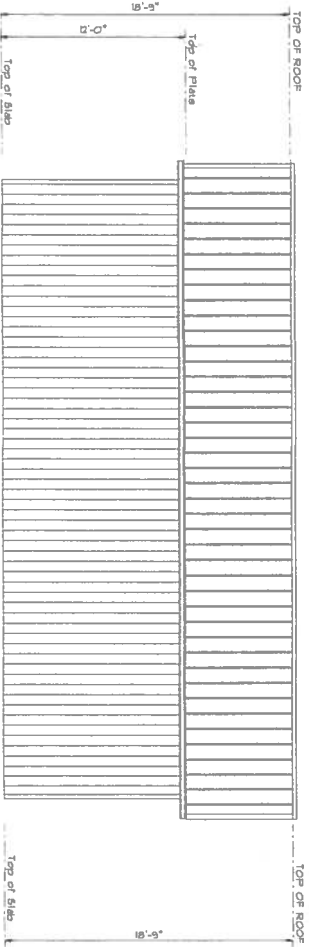 18'-9"
TOP OF ROOF
12'-0"
Top of Plate
Top of Slab
TOP OF ROOF
Top of Slab
18'-9"